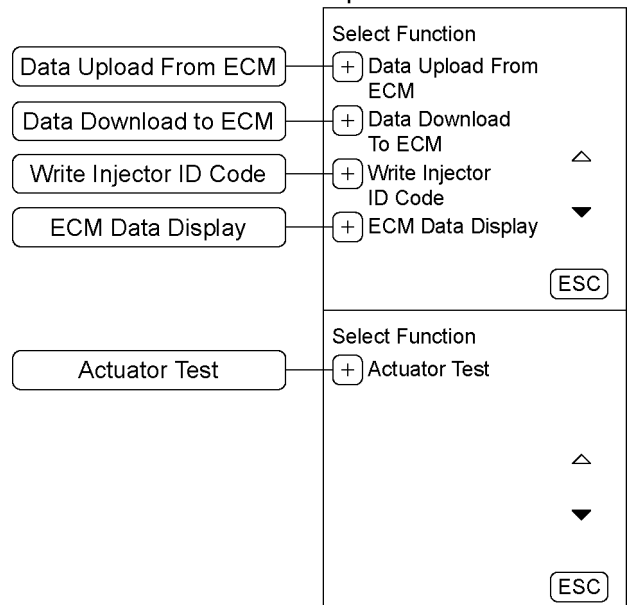 Select Function
Data Upload From ECM
+ Data Upload From
ECM
Data Download to ECM
+ Data Download
To ECM
Write Injector ID Code
+ Write Injector
ID Code
ECM Data Display
+ ECM Data Display
ESC
Select Function
Actuator Test
+ Actuator Test
ESC